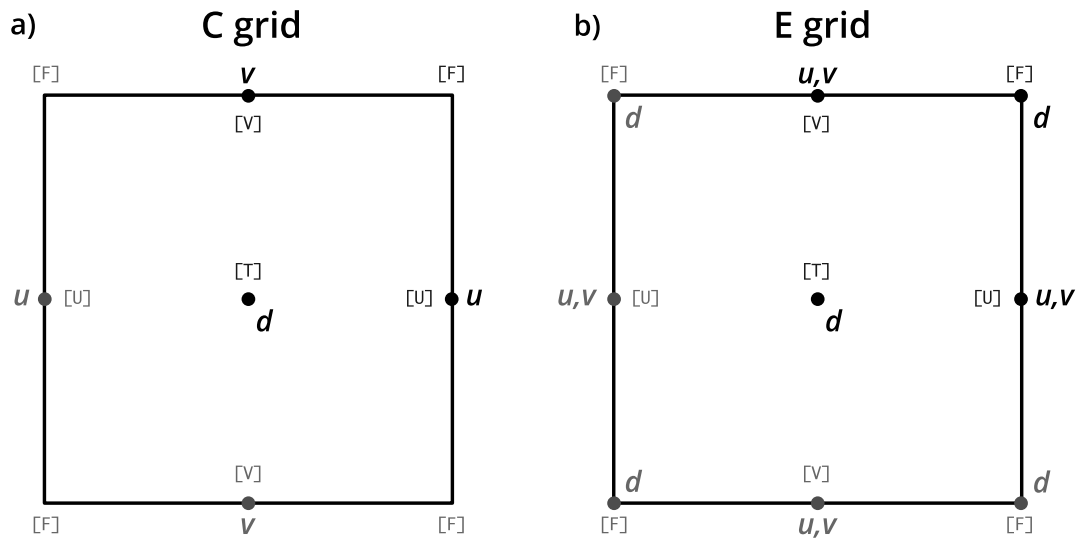 a) C grid
[F] v [F]
[V]
[T]
u [U] [U] u
d
[V]
[F] v [F]
b) E grid
[F] u,v [F]
d [V] d
[T]
u,v [U] [U] u,v
d
d [V] d
[F] u,v [F]